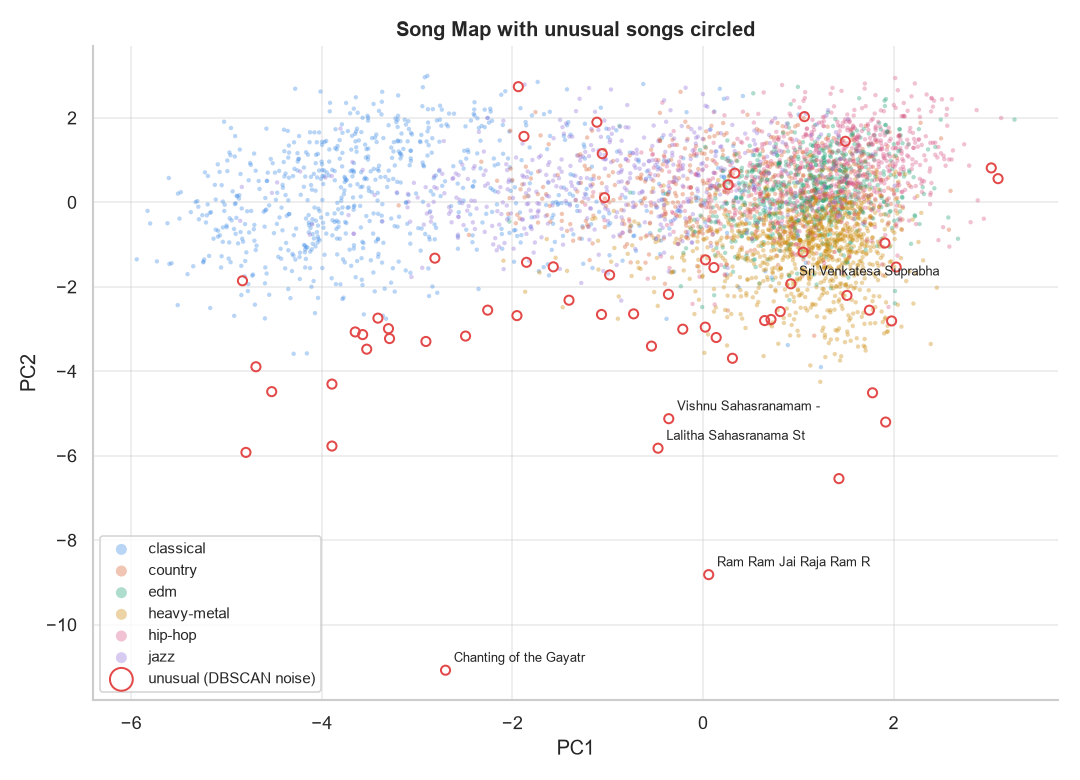 Song Map with unusual songs circled
2
0
−2
−4
−6
−8
−10
PC2
Sri Venkatesa Suprabha
Vishnu Sahasranamam -
Lalitha Sahasranama St
Ram Ram Jai Raja Ram R
Chanting of the Gayatr
classical
country
edm
heavy-metal
hip-hop
jazz
unusual (DBSCAN noise)
−6
−4
−2
0
2
PC1